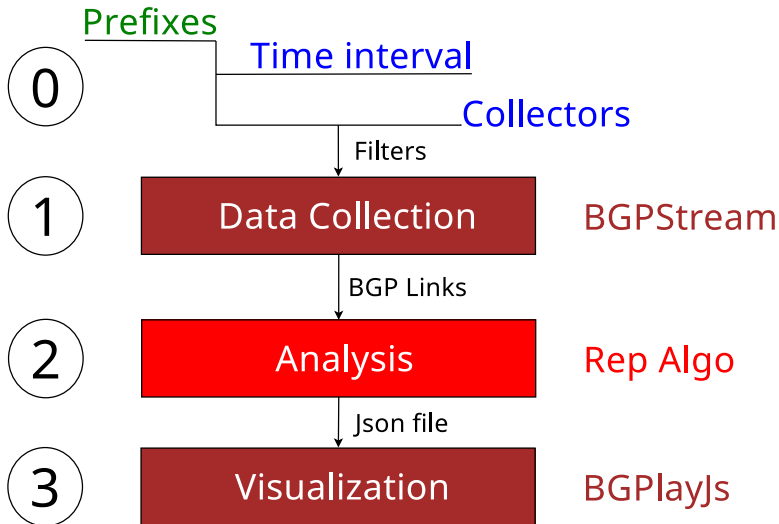 Prefixes
Time interval
0
Collectors
Filters
1
Data Collection
BGPStream
BGP Links
2
Analysis
Rep Algo
Json file
3
Visualization
BGPlayJs